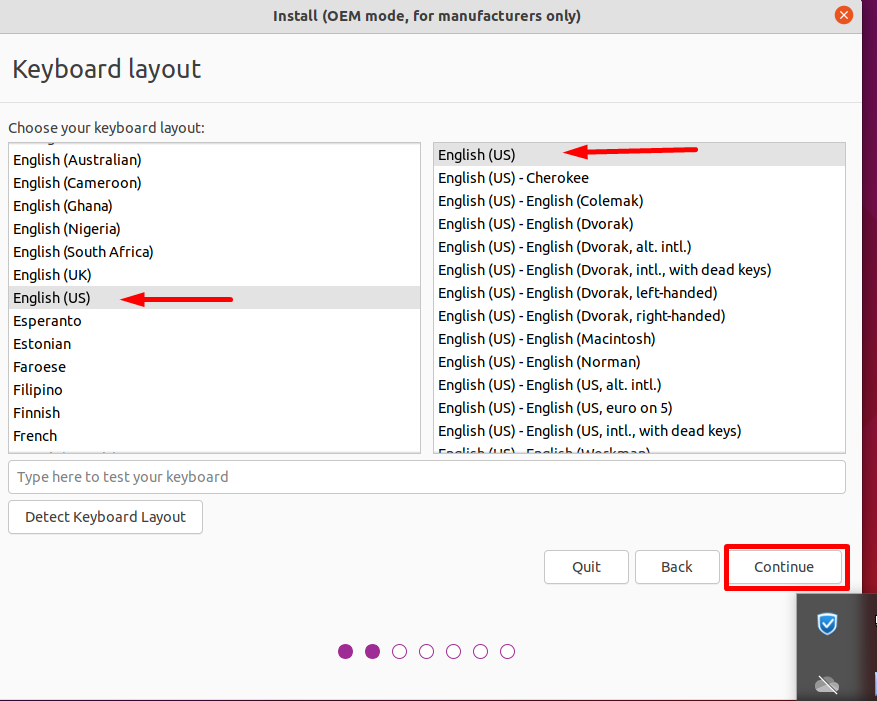 Install (OEM mode, for manufacturers only)
Keyboard layout
Choose your keyboard layout:
English (Australian)
English (Cameroon)
English (Ghana)
English (Nigeria)
English (South Africa)
English (UK)
English (US)
Esperanto
Estonian
Faroese
Filipino
Finnish
French
English (US)
English (US) - Cherokee
English (US) - English (Colemak)
English (US) - English (Dvorak)
English (US) - English (Dvorak, alt. intl.)
English (US) - English (Dvorak, intl., with dead keys)
English (US) - English (Dvorak, left-handed)
English (US) - English (Dvorak, right-handed)
English (US) - English (Macintosh)
English (US) - English (Norman)
English (US) - English (US, alt. intl.)
English (US) - English (US, euro on 5)
English (US) - English (US, intl., with dead keys)
English (US) - English (Workman)
Type here to test your keyboard
Detect Keyboard Layout
Quit
Back
Continue